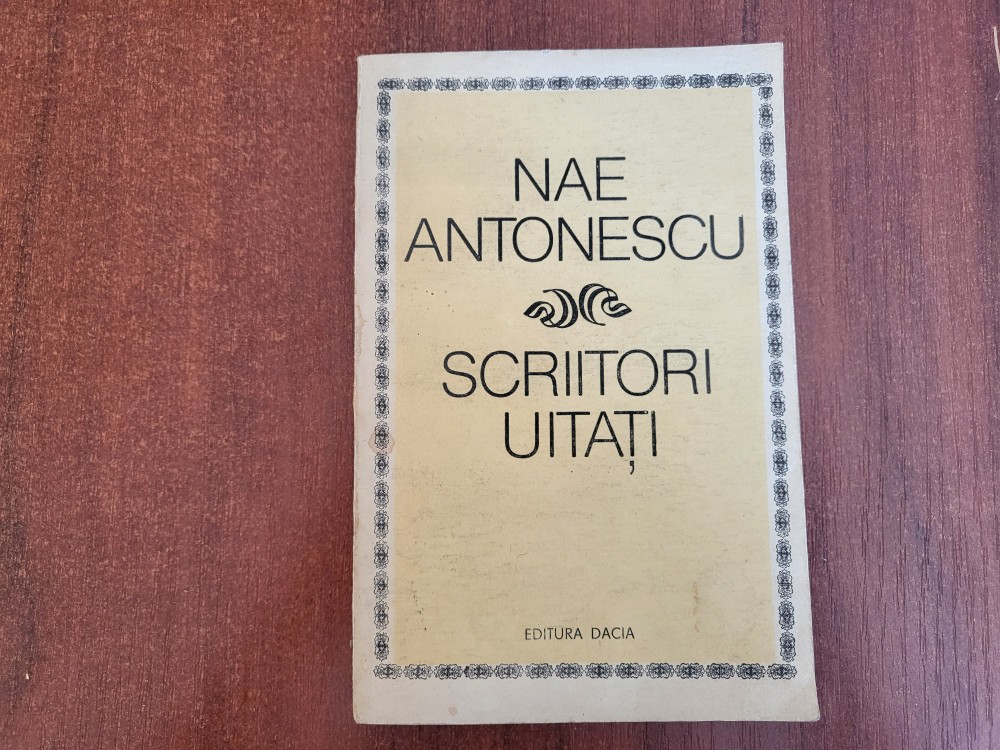 NAE
ANTONESCU
SCRIITORI
UITAȚI
EDITURA DACIA